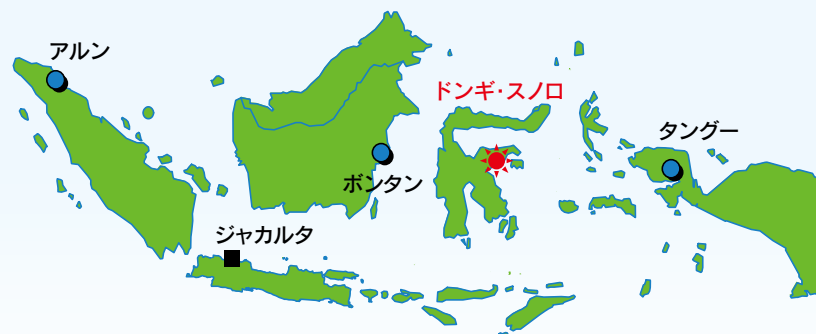 アルン
ドンギ・スノロ
タングー
ボンタン
ジャカルタ